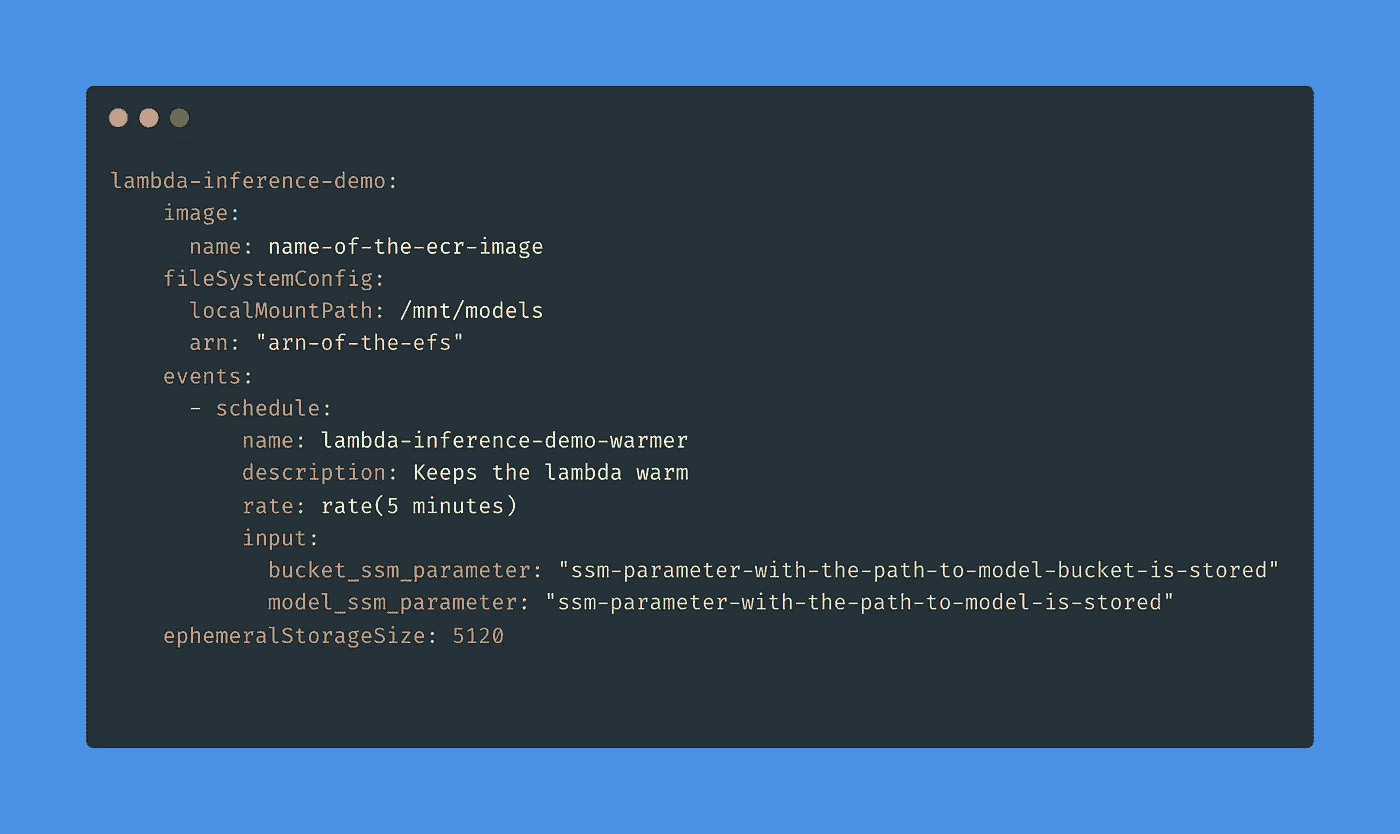 lambda-inference-demo:
    image:
      name: name-of-the-ecr-image
    fileSystemConfig:
      localMountPath: /mnt/models
      arn: "arn-of-the-efs"
    events:
      - schedule:
          name: lambda-inference-demo-warmer
          description: Keeps the lambda warm
          rate: rate(5 minutes)
          input:
            bucket_ssm_parameter: "ssm-parameter-with-the-path-to-model-bucket-is-stored"
            model_ssm_parameter: "ssm-parameter-with-the-path-to-model-is-stored"
    ephemeralStorageSize: 5120